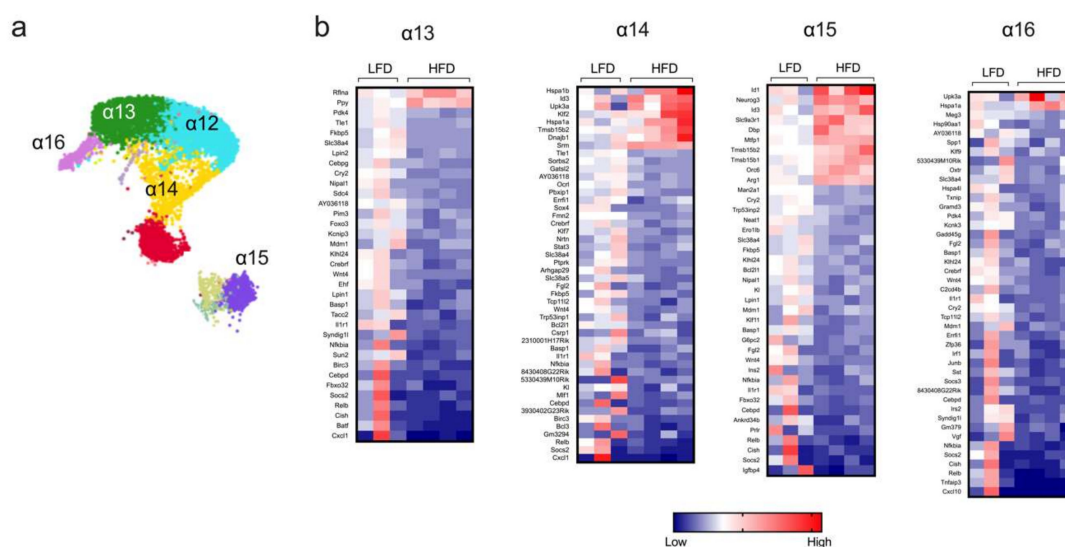 a
α13
α12
α16
α14
α15
b
α13
LFD
HFD
Rflna
Ppy
Pdk4
Tle1
Fkbp5
Slc38a4
Lpin2
Cebpg
Cry2
Nipal1
Sdc4
AY036118
Pim3
Foxo3
Kcnip3
Mdm1
Klhl24
Crebrf
Wnt4
Ehf
Lpin1
Basp1
Tacc2
Il1r1
Syndig1l
Nfkbia
Sun2
Birc3
Cebpd
Fbxo32
Socs2
Relb
Cish
Batf
Cxcl1
α14
LFD
HFD
Hspa1b
Id3
Upk3a
Klf2
Hspa1a
Tmsb15b2
Dnajb1
Srm
Tle1
Sorbs2
Gatsl2
AY036118
Ocrl
Pbxip1
Errfi1
Sox4
Fmn2
Crebrf
Klf7
Nrtn
Stat3
Slc38a4
Ptprk
Arhgap29
Slc38a5
Fgl2
Fkbp5
Tcp11l2
Wnt4
Trp53inp1
Bcl2l1
Csrp1
2310001H17Rik
Basp1
Il1r1
Nfkbia
8430408G22Rik
5330439M10Rik
Kl
Mlf1
Cebpd
3930402G23Rik
Birc3
Bcl3
Gm3294
Relb
Socs2
Cxcl1
α15
LFD
HFD
Id1
Neurog3
Id3
Slc9a3r1
Dbp
Mtfp1
Tmsb15b2
Tmsb15b1
Orc6
Arg1
Man2a1
Cry2
Trp53inp2
Neat1
Ero1lb
Slc38a4
Fkbp5
Klhl24
Bcl2l1
Nipal1
Kl
Lpin1
Mdm1
Klf11
Basp1
G6pc2
Fgl2
Wnt4
Ins2
Nfkbia
Il1r1
Fbxo32
Cebpd
Ankrd34b
Prlr
Relb
Cish
Socs2
Igfbp4
α16
LFD
HFD
Upk3a
Hspa1a
Meg3
Hsp90aa1
AY036118
Spp1
Klf9
5330439M10Rik
Oxtr
Slc38a4
Hspa4l
Txnip
Gramd3
Pdk4
Kcnk3
Gadd45g
Fgl2
Basp1
Klhl24
Crebrf
Wnt4
C2cd4b
Il1r1
Cry2
Tcp11l2
Mdm1
Errfi1
Zfp36
Irf1
Junb
Sst
Socs3
8430408G22Rik
Cebpd
Irs2
Syndig1l
Gm379
Vgf
Nfkbia
Socs2
Cish
Relb
Tnfaip3
Cxcl10
Low
High